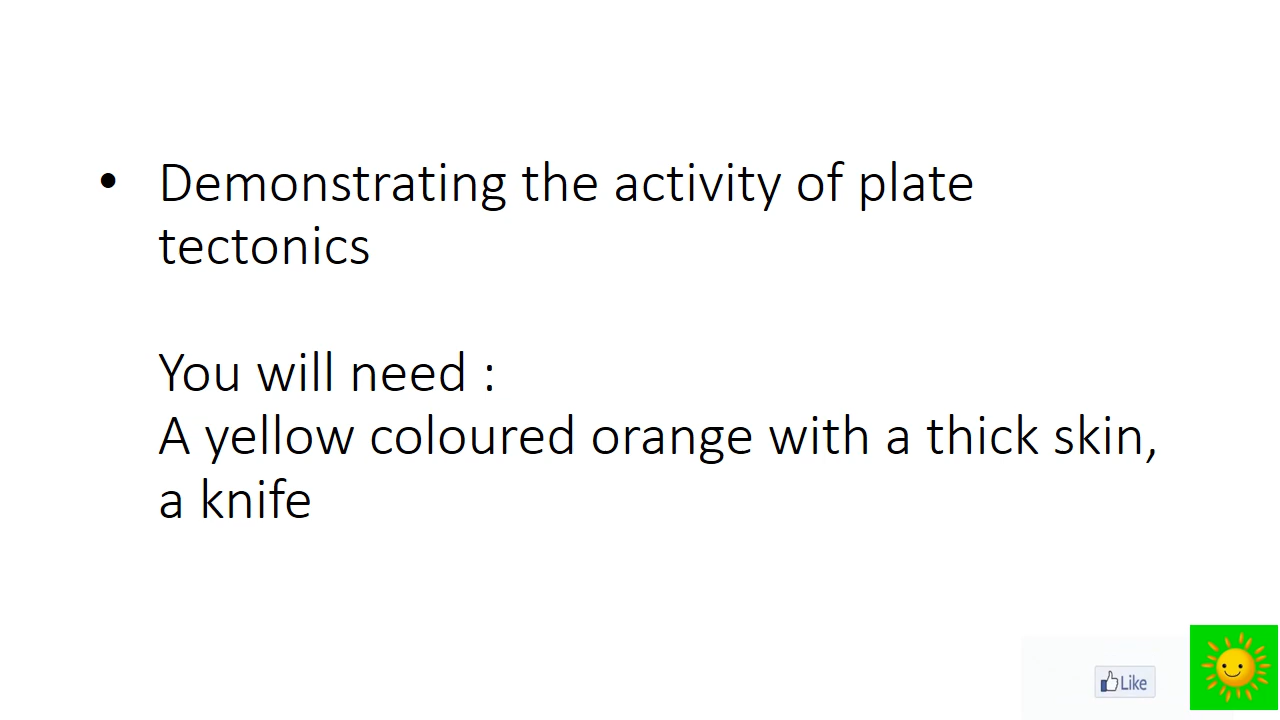 • Demonstrating the activity of plate
tectonics
You will need :
A yellow coloured orange with a thick skin,
a knife
Like